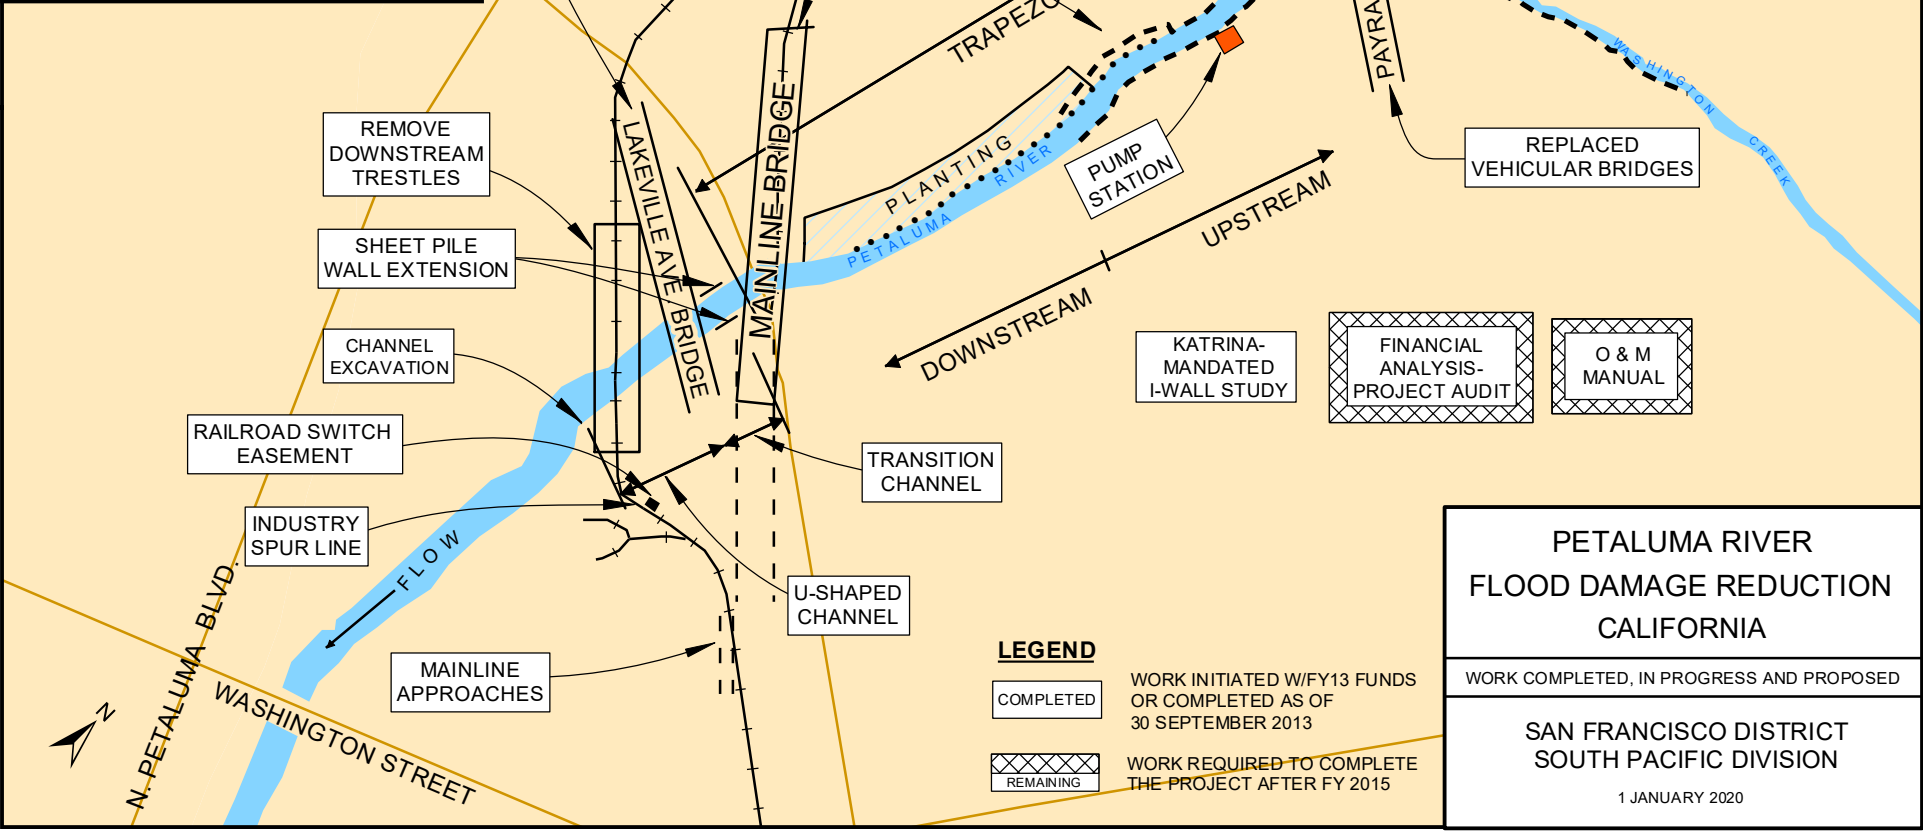 TRAPEZO
PAYRA
WASHINGTON
CREEK
REMOVE
DOWNSTREAM
TRESTLES
LAKEVILLE AVE BRIDGE
MAINLINE BRIDGE
PLANTING
PETALUMA RIVER
PUMP
STATION
REPLACED
VEHICULAR BRIDGES
UPSTREAM
DOWNSTREAM
SHEET PILE
WALL EXTENSION
CHANNEL
EXCAVATION
KATRINA-
MANDATED
I-WALL STUDY
FINANCIAL
ANALYSIS-
PROJECT AUDIT
O & M
MANUAL
RAILROAD SWITCH
EASEMENT
TRANSITION
CHANNEL
INDUSTRY
SPUR LINE
FLOW
U-SHAPED
CHANNEL
MAINLINE
APPROACHES
N. PETALUMA BLVD.
WASHINGTON STREET
N
LEGEND
COMPLETED
WORK INITIATED W/FY13 FUNDS
OR COMPLETED AS OF
30 SEPTEMBER 2013
REMAINING
WORK REQUIRED TO COMPLETE
THE PROJECT AFTER FY 2015
PETALUMA RIVER
FLOOD DAMAGE REDUCTION
CALIFORNIA
WORK COMPLETED, IN PROGRESS AND PROPOSED
SAN FRANCISCO DISTRICT
SOUTH PACIFIC DIVISION
1 JANUARY 2020